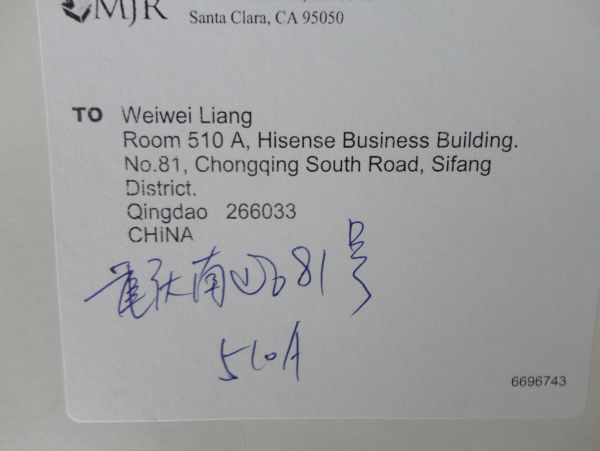 MJR
Santa Clara, CA 95050
TO Weiwei Liang
Room 510 A, Hisense Business Building.
No.81, Chongqing South Road, Sifang
District.
Qingdao 266033
CHiNA
重庆南路81号
510A
6696743